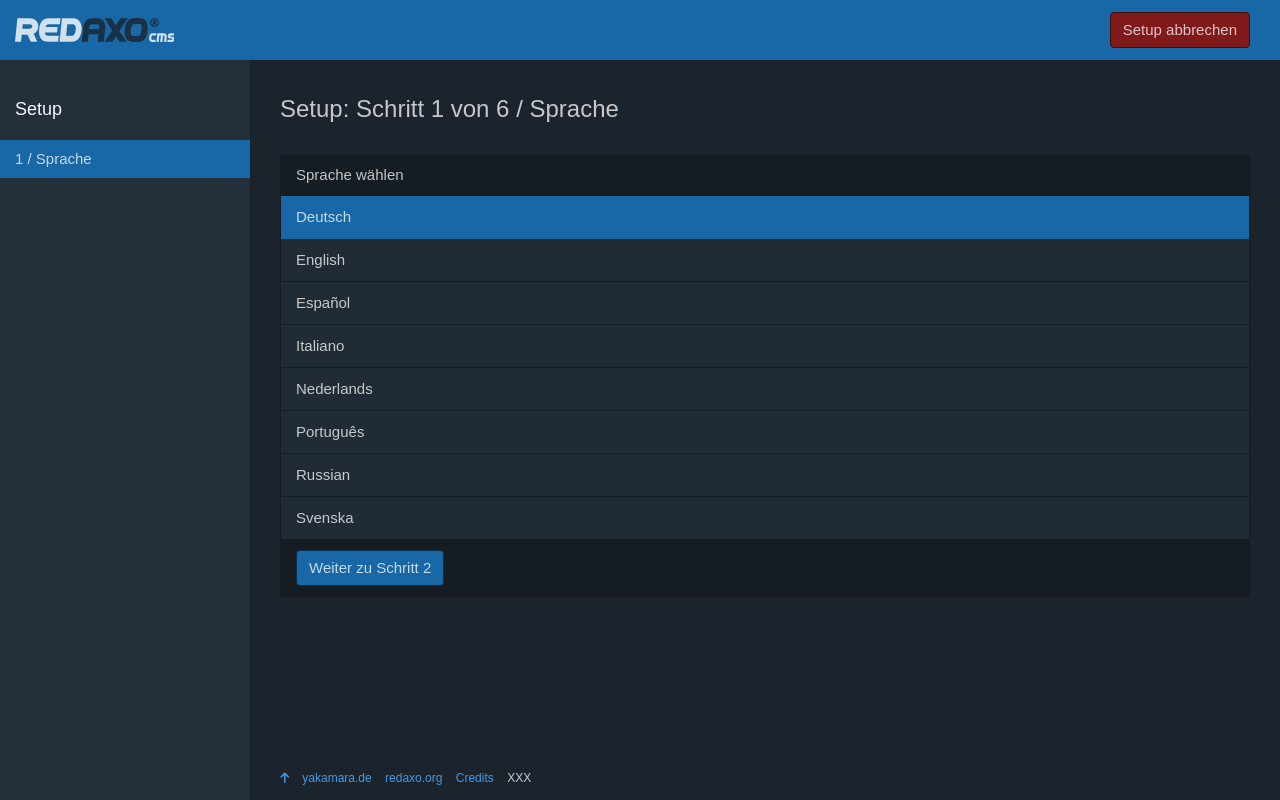 REDAXO® cms
Setup abbrechen
Setup
1 / Sprache
Setup: Schritt 1 von 6 / Sprache
Sprache wählen
Deutsch
English
Español
Italiano
Nederlands
Português
Russian
Svenska
Weiter zu Schritt 2
yakamara.de redaxo.org Credits XXX